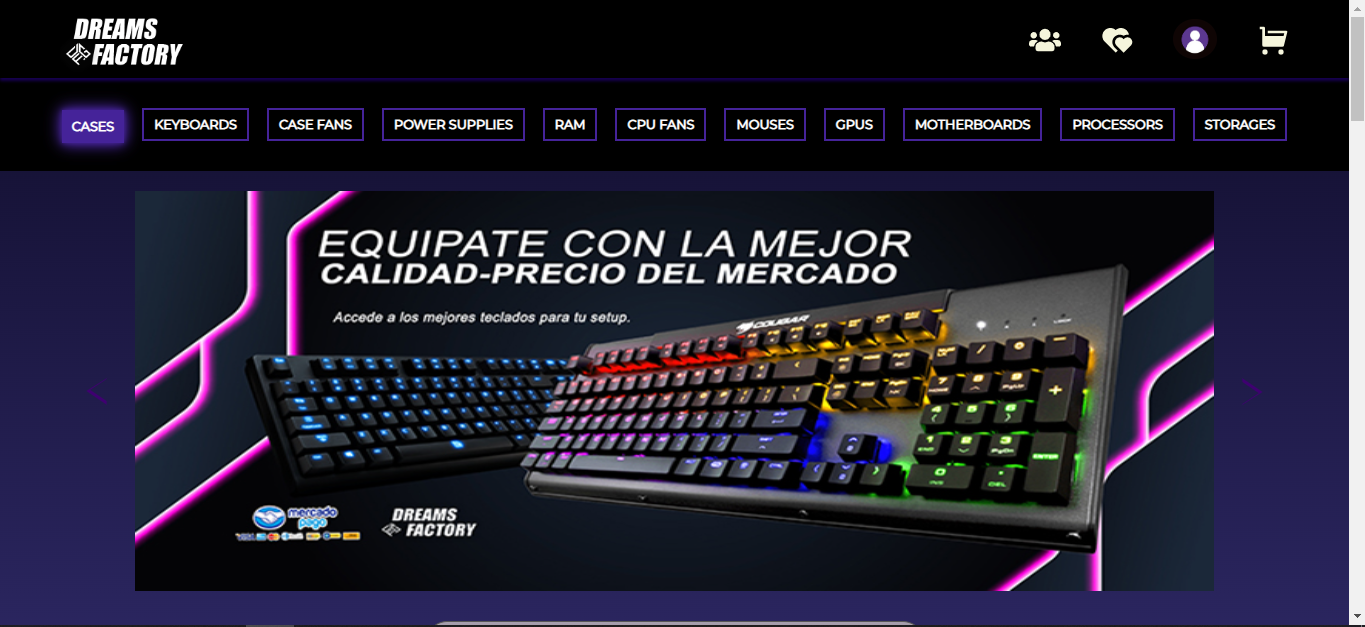 DREAMS
FACTORY
CASES
KEYBOARDS
CASE FANS
POWER SUPPLIES
RAM
CPU FANS
MOUSES
GPUS
MOTHERBOARDS
PROCESSORS
STORAGES
EQUIPATE CON LA MEJOR
CALIDAD-PRECIO DEL MERCADO
Accede a los mejores teclados para tu setup.
COUGAR
mercado
pago
VISA
DREAMS
FACTORY